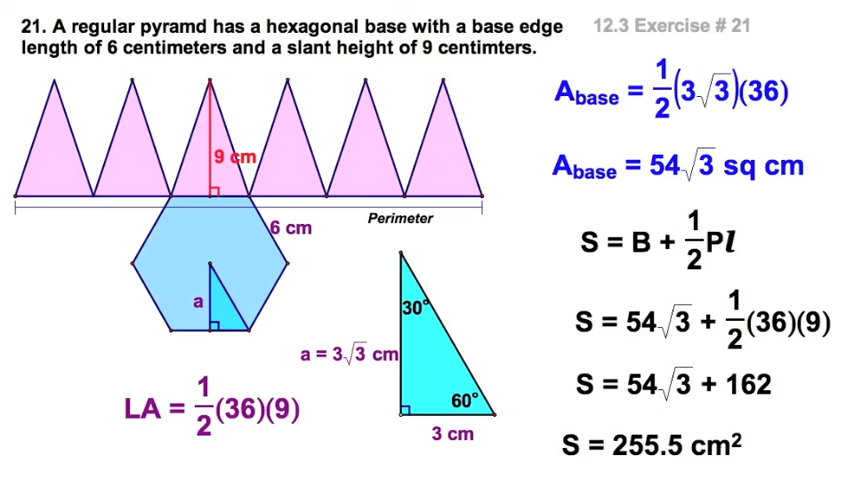 21. A regular pyramd has a hexagonal base with a base edge
length of 6 centimeters and a slant height of 9 centimters.
12.3 Exercise # 21
A_base = 1/2(3√3)(36)
9 cm
A_base = 54√3 sq cm
Perimeter
6 cm
S = B + 1/2Pl
a
30°
S = 54√3 + 1/2(36)(9)
a = 3√3 cm
S = 54√3 + 162
LA = 1/2(36)(9)
60°
3 cm
S = 255.5 cm²